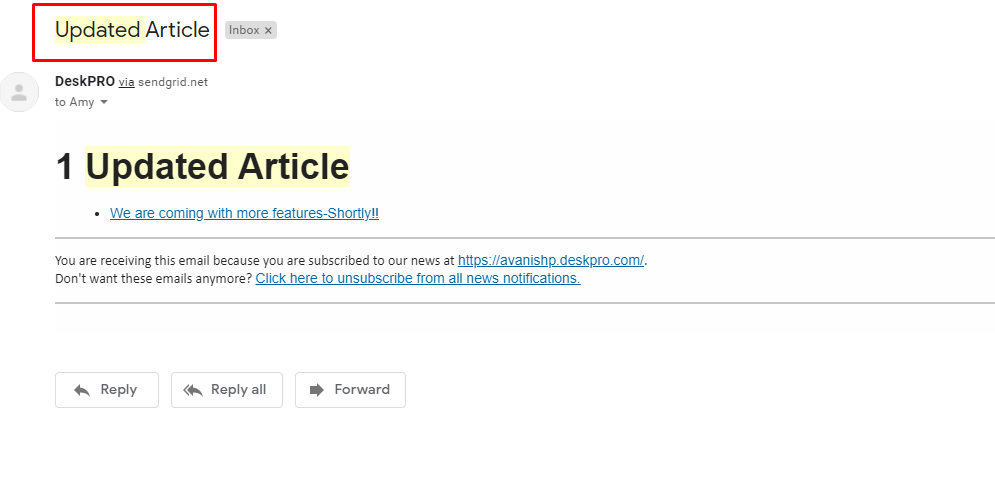 Updated Article Inbox x
DeskPRO via sendgrid.net
to Amy
1 Updated Article
• We are coming with more features-Shortly!!
You are receiving this email because you are subscribed to our news at https://avanishp.deskpro.com/.
Don't want these emails anymore? Click here to unsubscribe from all news notifications.
Reply Reply all Forward